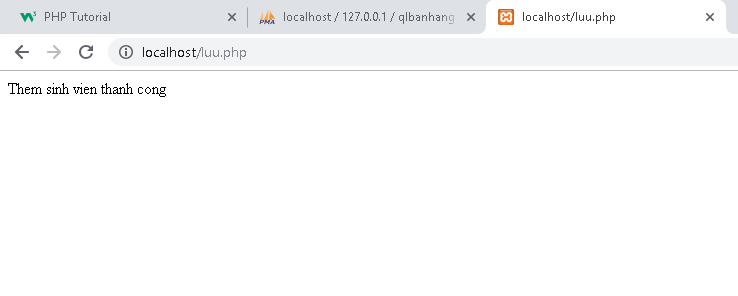 PHP Tutorial
localhost / 127.0.0.1 / qlbanhang
localhost/luu.php
localhost/luu.php
Them sinh vien thanh cong